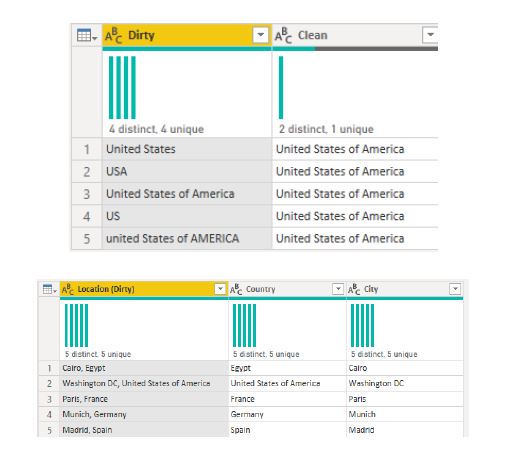 Dirty Clean
4 distinct, 4 unique 2 distinct, 1 unique
1 United States United States of America
2 USA United States of America
3 United States of America United States of America
4 US United States of America
5 united States of AMERICA United States of America
Location (Dirty) Country City
5 distinct, 5 unique 5 distinct, 5 unique 5 distinct, 5 unique
1 Cairo, Egypt Egypt Cairo
2 Washington DC, United States of America United States of America Washington DC
3 Paris, France France Paris
4 Munich, Germany Germany Munich
5 Madrid, Spain Spain Madrid